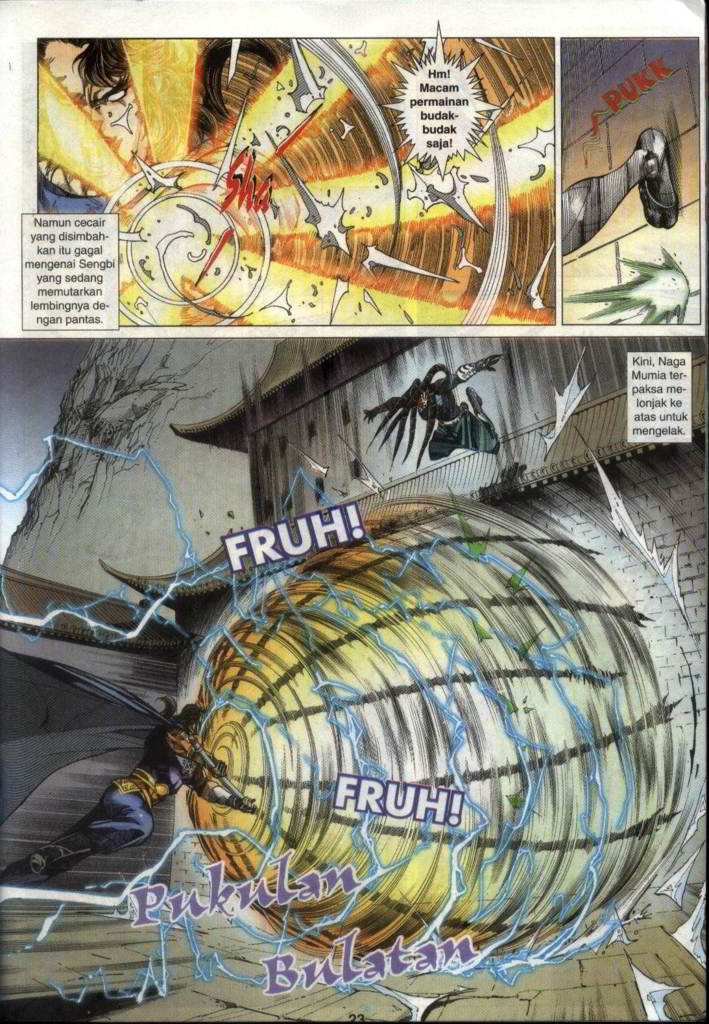 Hm!
Macam
permainan
budak-
budak
saja!
PUKK
Namun cecair
yang disimbah-
kan itu gagal
mengenai Sengbi
yang sedang
memutarkan
lembingnya de-
ngan pantas.
Kini, Naga
Mumia ter-
paksa me-
lonjak ke
atas untuk
mengelak.
FRUH!
FRUH!
Pukulan
Bulatan
23